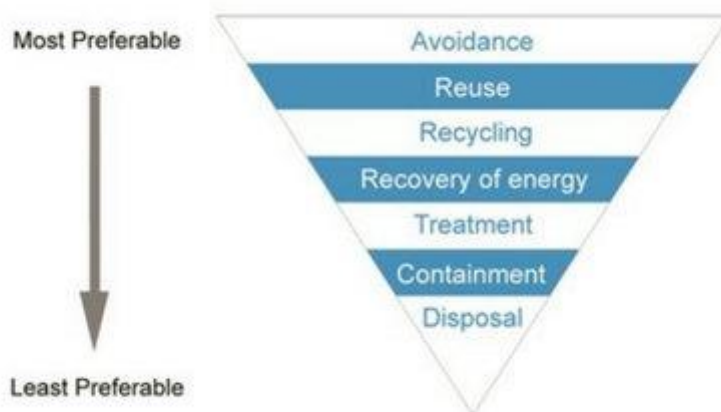 Most Preferable
Avoidance
Reuse
Recycling
Recovery of energy
Treatment
Containment
Disposal
Least Preferable